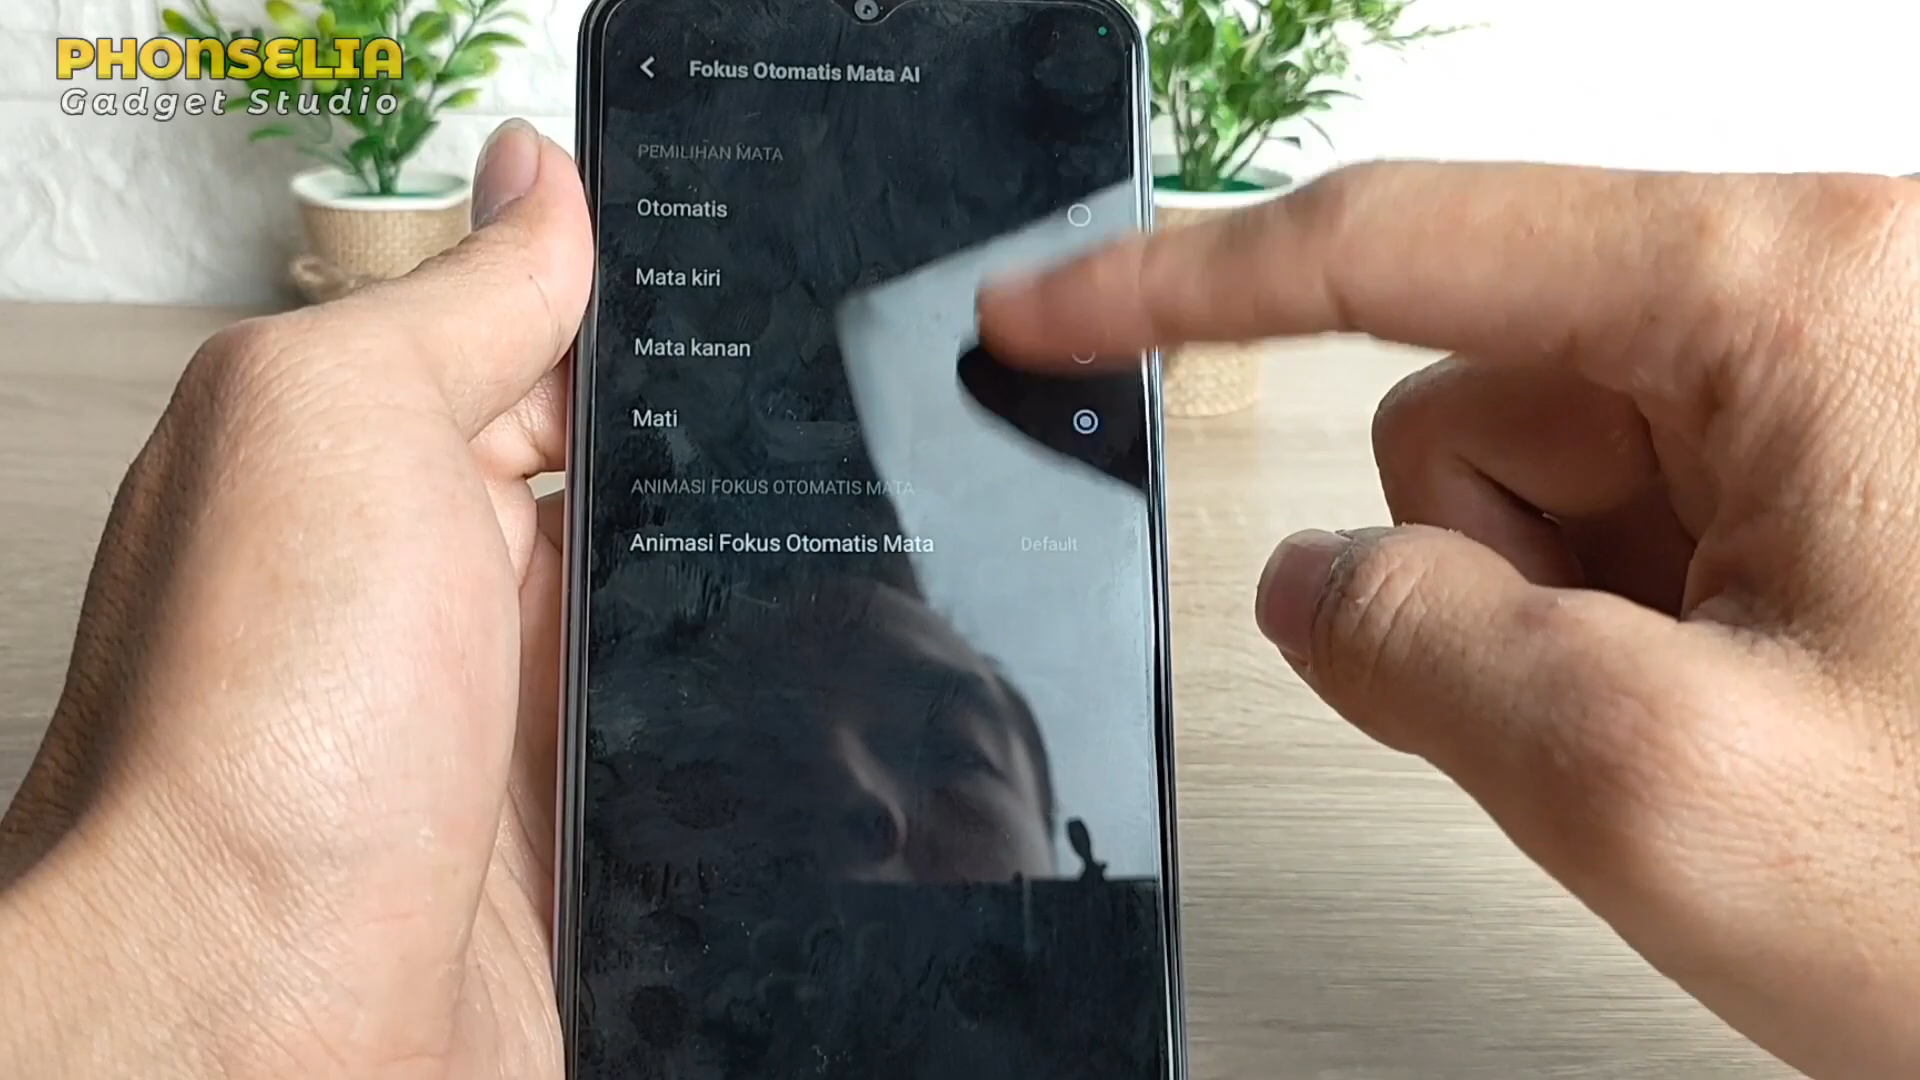 PHONSELIA
Gadget Studio
Fokus Otomatis Mata AI
PEMILIHAN MATA
Otomatis
Mata kiri
Mata kanan
Mati
ANIMASI FOKUS OTOMATIS MATA
Animasi Fokus Otomatis Mata Default